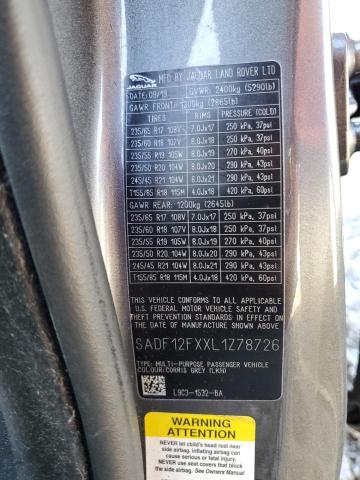 JAGUAR
MFD BY JAGUAR LAND ROVER LTD
DATE: 09/19 GVWR: 2400kg (5290lb)
GAWR FRONT: 1300kg (2865lb)
TIRES PRESSURE (COLD)
235/65 R17 108V 7.0Jx17 250 kPa, 37psi
235/60 R18 107V 8.0Jx18 250 kPa, 37psi
235/55 R19 105W 8.0Jx19 270 kPa, 40psi
235/50 R20 104W 8.0Jx20 290 kPa, 43psi
245/45 R21 104W 8.0Jx21 290 kPa, 43psi
T155/85 R18 115M 4.0Jx18 420 kPa, 60psi
GAWR REAR: 1200kg (2645lb)
235/65 R17 108V 7.0Jx17 250 kPa, 37psi
235/60 R18 107V 8.0Jx18 250 kPa, 37psi
235/55 R19 105W 8.0Jx19 270 kPa, 40psi
235/50 R20 104W 8.0Jx20 290 kPa, 43psi
245/45 R21 104W 8.0Jx21 290 kPa, 43psi
T155/85 R18 115M 4.0Jx18 420 kPa, 60psi
THIS VEHICLE CONFORMS TO ALL APPLICABLE
U.S. FEDERAL MOTOR VEHICLE SAFETY AND
THEFT PREVENTION STANDARDS IN EFFECT ON
THE DATE OF MANUFACTURE SHOWN ABOVE
SADF12FXXL1Z78726
TYPE: MULTI-PURPOSE PASSENGER VEHICLE
COLOUR: CORRIS GREY (LKH)
L9C3-1532-BA
WARNING
NEVER let a child rest head near
side airbag. Inflating airbag can
cause serious or fatal injury.
NEVER use seat covers that block
the side airbag. See Owners Manual